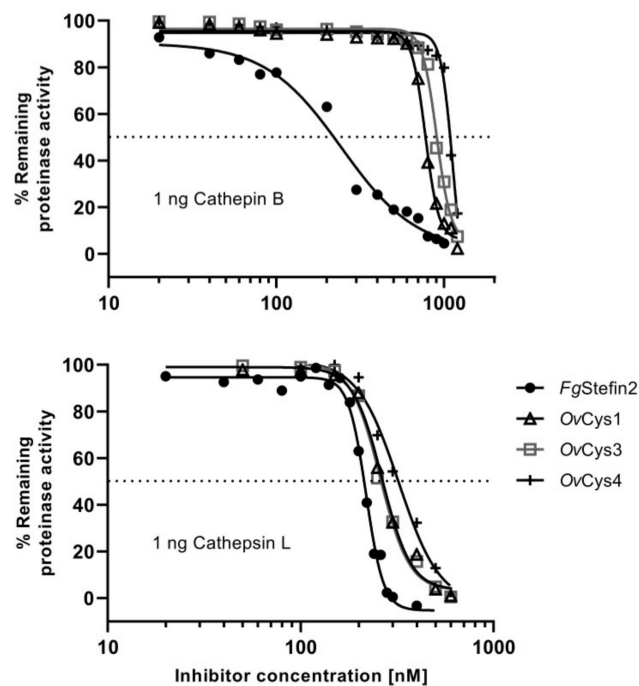 % Remaining
proteinase activity
100
80
60
40
20
0
1 ng Cathepin B
10
100
1000
% Remaining
proteinase activity
100
80
60
40
20
0
1 ng Cathepsin L
10
100
1000
Inhibitor concentration [nM]
FgStefin2
OvCys1
OvCys3
OvCys4